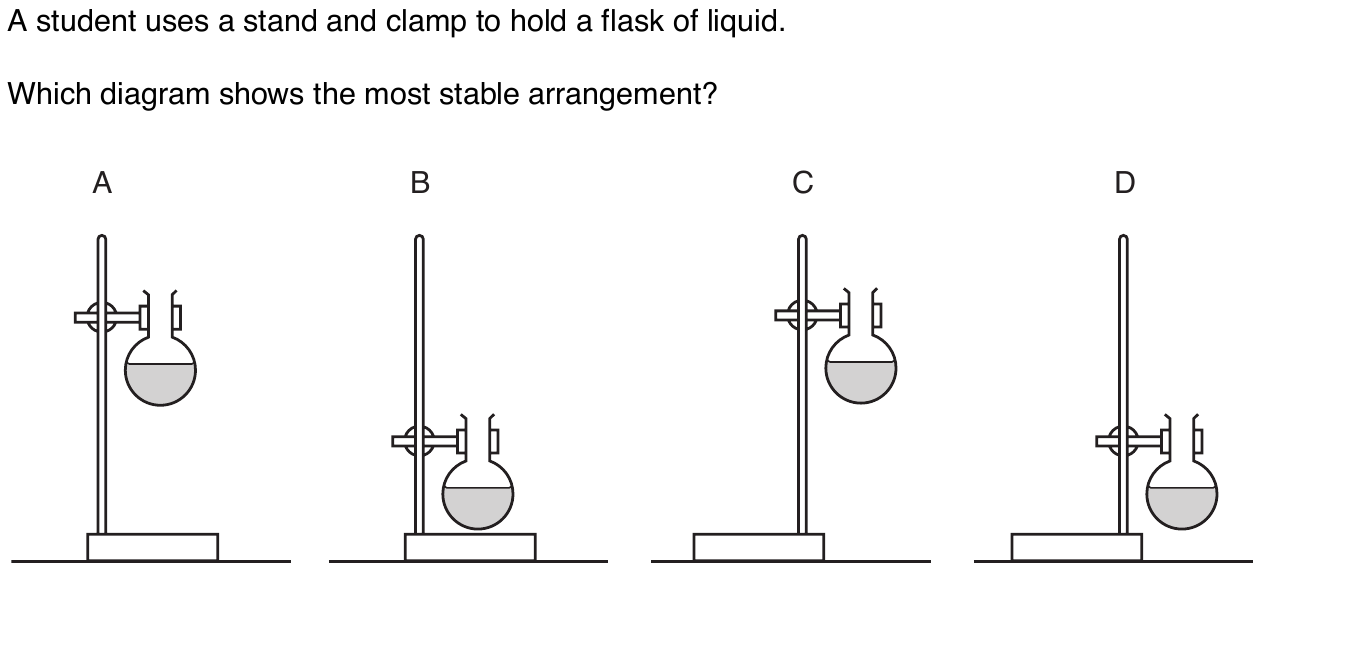 A student uses a stand and clamp to hold a flask of liquid.
Which diagram shows the most stable arrangement?
A B C D